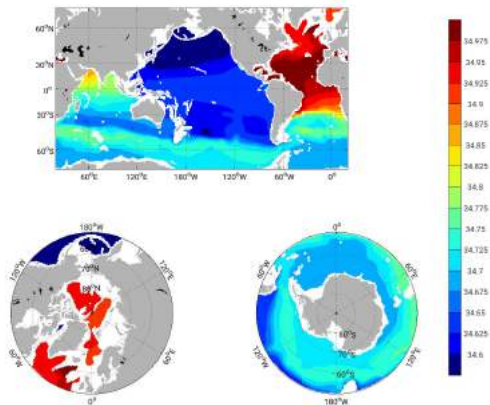 60°N
30°N
0°
30°S
60°S
60°E
120°E
180°W
120°W
60°W
0°
34.975
34.95
34.925
34.9
34.875
34.85
34.825
34.8
34.775
34.75
34.725
34.7
34.675
34.65
34.625
34.6
180°W
120°W
120°E
70°N
80°N
60°W
60°E
0°
0°
60°W
60°E
80°S
70°S
60°S
120°W
120°E
180°W